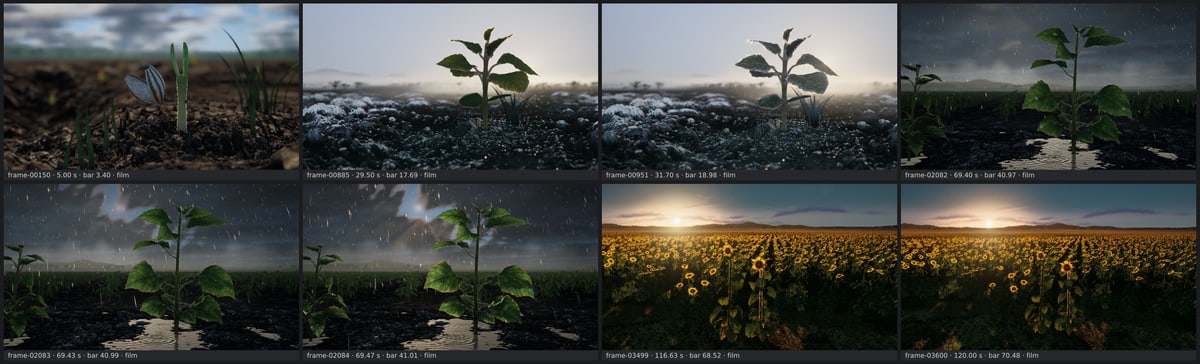 frame-00150 · 5.00 s · bar 3.40 · film
frame-00885 · 29.50 s · bar 17.69 · film
frame-00951 · 31.70 s · bar 18.98 · film
frame-02082 · 69.40 s · bar 40.97 · film
frame-02083 · 69.43 s · bar 40.99 · film
frame-02084 · 69.47 s · bar 41.01 · film
frame-03499 · 116.63 s · bar 68.52 · film
frame-03600 · 120.00 s · bar 70.48 · film